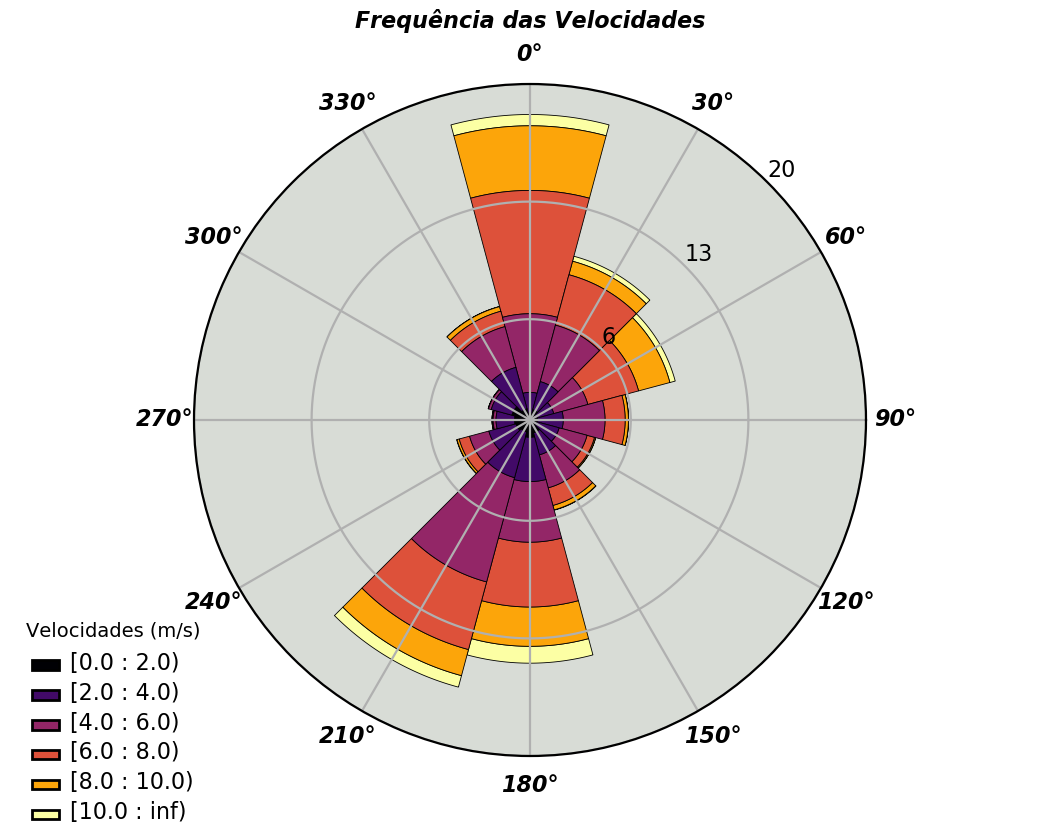 Frequência das Velocidades
0°
330°
30°
20
300°
60°
13
6
270°
90°
240°
120°
210°
150°
180°
Velocidades (m/s)
[0.0 : 2.0)
[2.0 : 4.0)
[4.0 : 6.0)
[6.0 : 8.0)
[8.0 : 10.0)
[10.0 : inf)